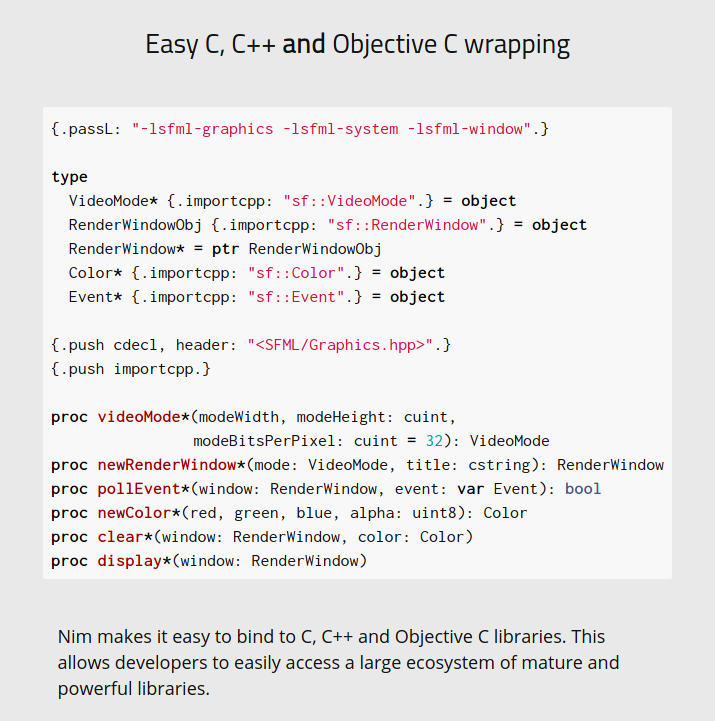 Easy C, C++ and Objective C wrapping
{.passL: "-lsfml-graphics -lsfml-system -lsfml-window".}
type
  VideoMode* {.importcpp: "sf::VideoMode".} = object
  RenderWindowObj {.importcpp: "sf::RenderWindow".} = object
  RenderWindow* = ptr RenderWindowObj
  Color* {.importcpp: "sf::Color".} = object
  Event* {.importcpp: "sf::Event".} = object
{.push cdecl, header: "<SFML/Graphics.hpp>".}
{.push importcpp.}
proc videoMode*(modeWidth, modeHeight: cuint,
                modeBitsPerPixel: cuint = 32): VideoMode
proc newRenderWindow*(mode: VideoMode, title: cstring): RenderWindow
proc pollEvent*(window: RenderWindow, event: var Event): bool
proc newColor*(red, green, blue, alpha: uint8): Color
proc clear*(window: RenderWindow, color: Color)
proc display*(window: RenderWindow)
Nim makes it easy to bind to C, C++ and Objective C libraries. This
allows developers to easily access a large ecosystem of mature and
powerful libraries.